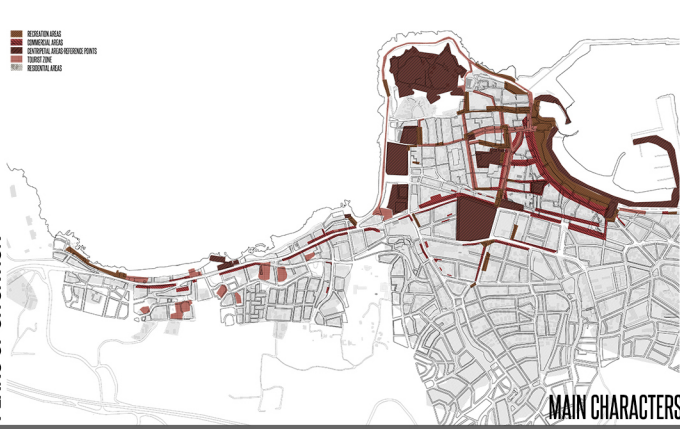 RECREATION AREAS
COMMERCIAL AREAS
CENTRIPETAL AREAS-REFERENCE POINTS
TOURIST ZONE
RESIDENTIAL AREAS
MAIN CHARACTERS